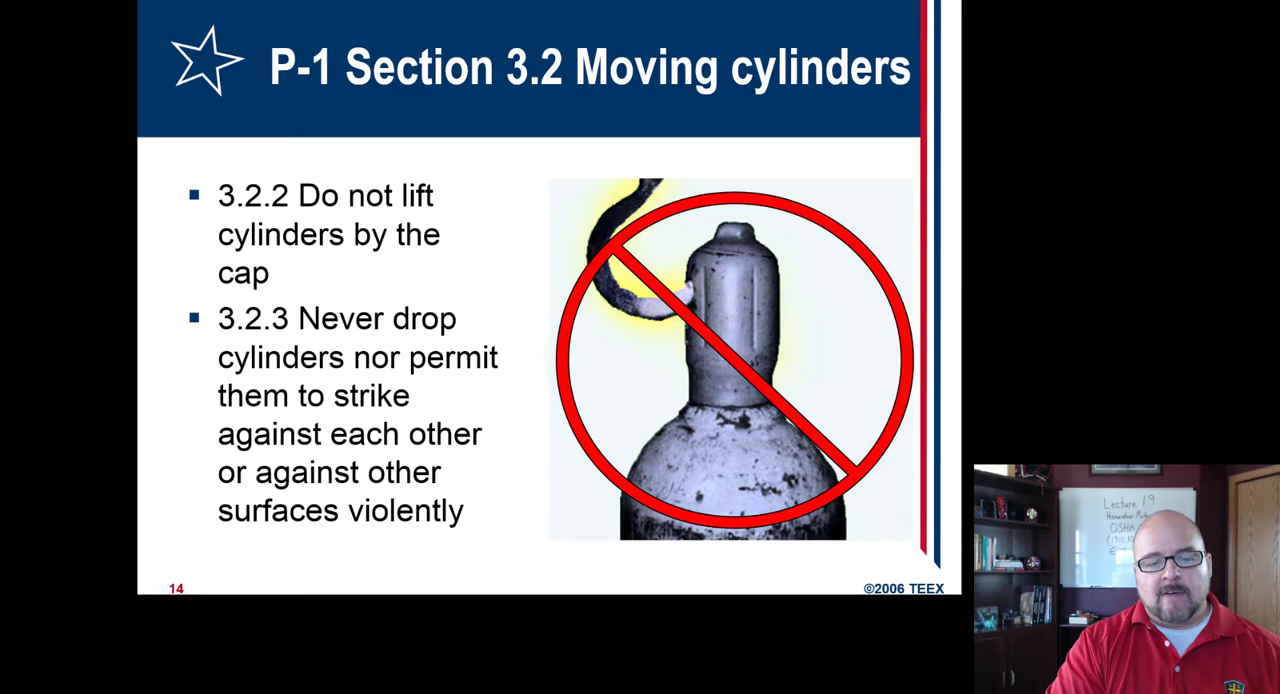 P-1 Section 3.2 Moving cylinders
3.2.2 Do not lift
cylinders by the
cap
3.2.3 Never drop
cylinders nor permit
them to strike
against each other
or against other
surfaces violently
14
©2006 TEEX
Lecture 19
Hazardous
OSHA